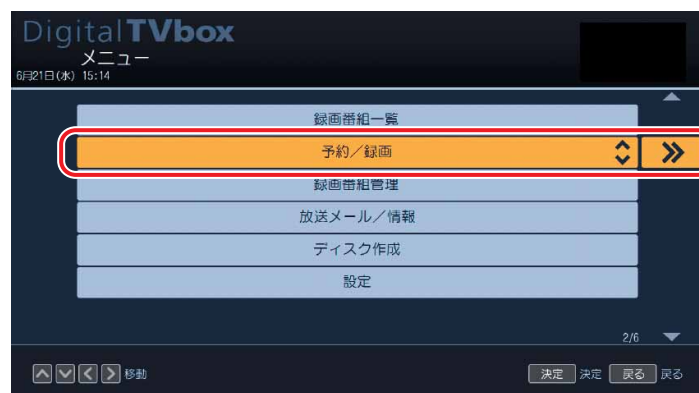 Digital TVbox
メニュー
6月21日(水) 15:14
録画番組一覧
予約／録画
録画番組管理
放送メール／情報
ディスク作成
設定
2/6
移動
決定 決定 戻る 戻る